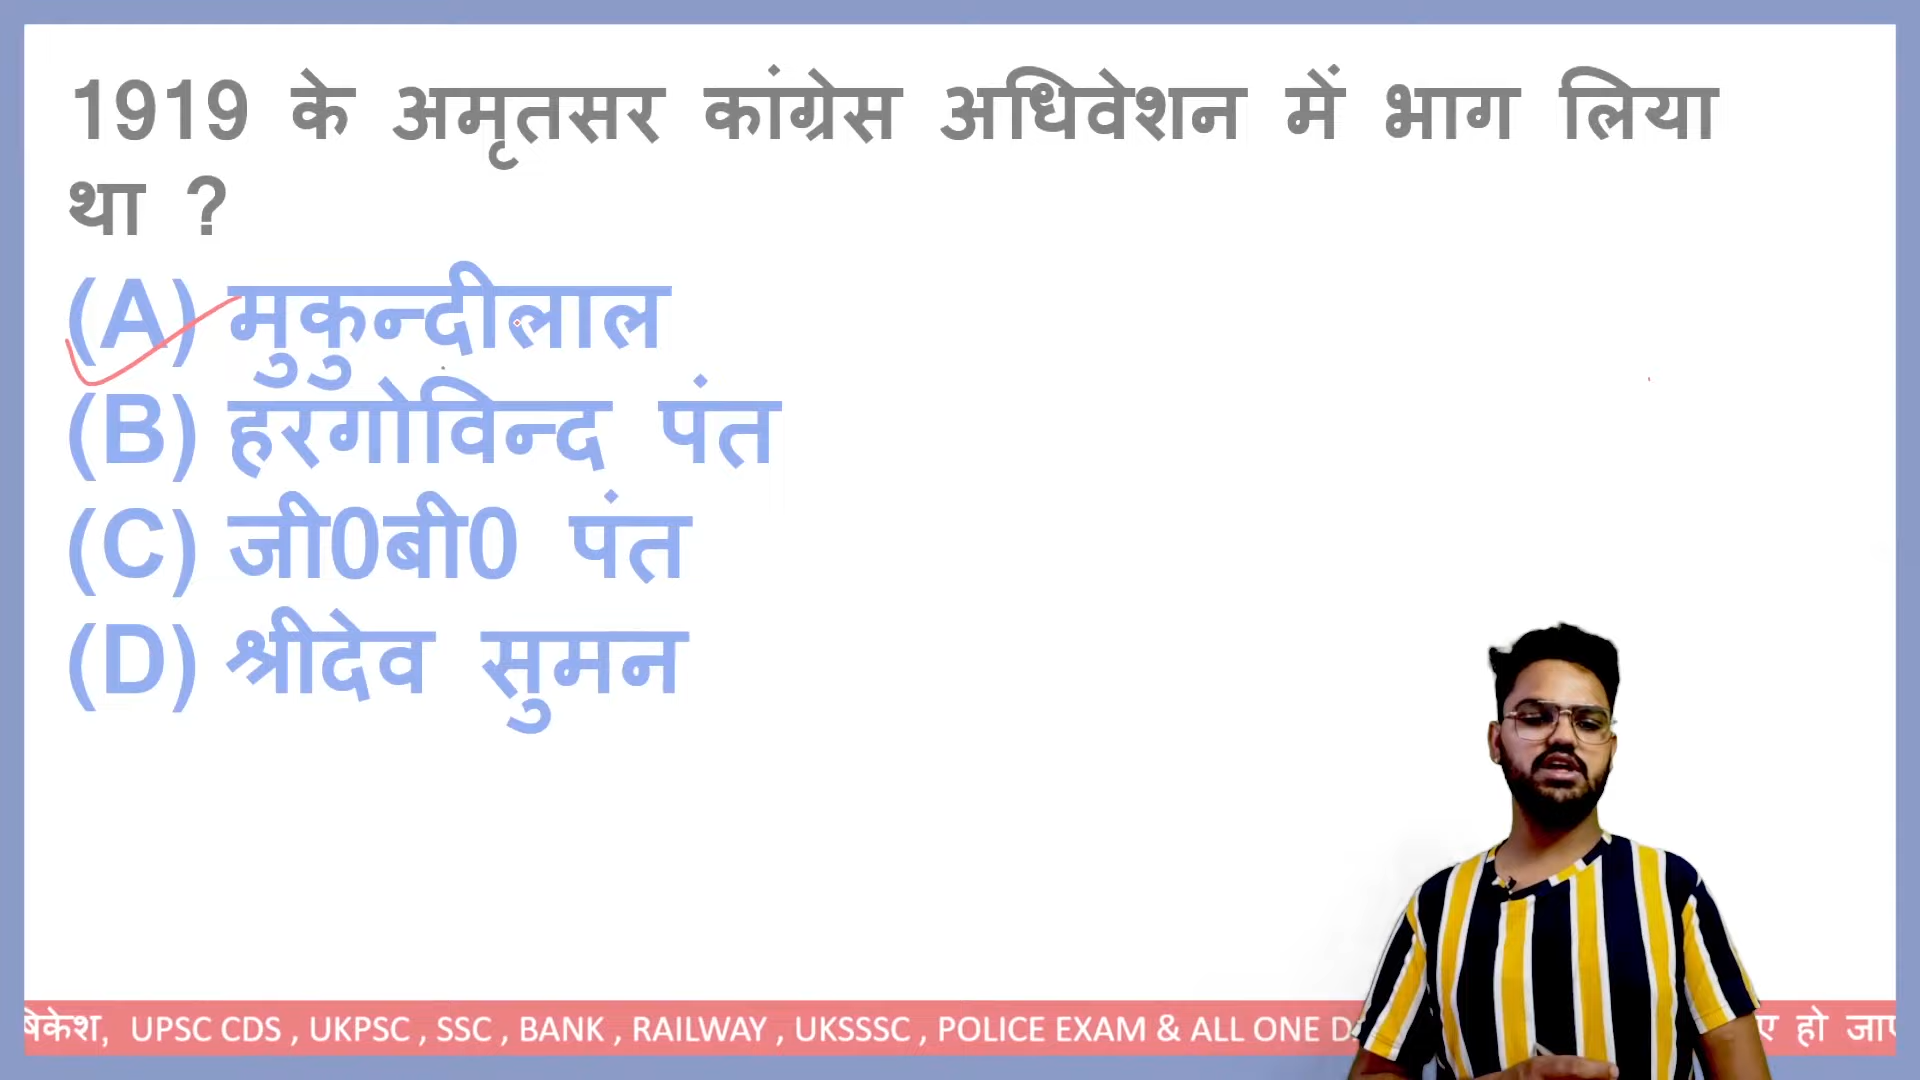 1919 के अमृतसर कांग्रेस अधिवेशन में भाग लिया
था ?
(A) मुकुन्दीलाल
(B) हरगोविन्द पंत
(C) जी0बी0 पंत
(D) श्रीदेव सुमन
UPSC CDS , UKPSC , SSC , BANK , RAILWAY , UKSSSC , POLICE EXAM & ALL ONE हो